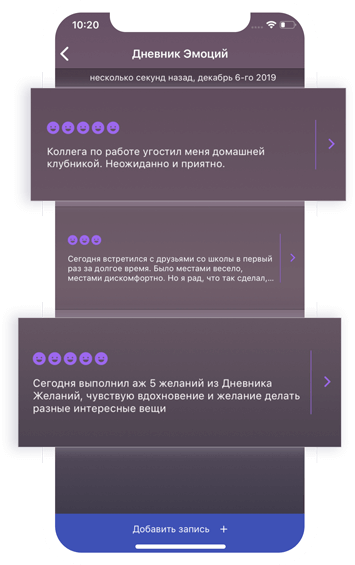 10:20
Дневник Эмоций
несколько секунд назад, декабрь 6-го 2019
Коллега по работе угостил меня домашней
клубникой. Неожиданно и приятно.
Сегодня встретился с друзьями со школы в первый
раз за долгое время. Было местами весело,
местами дискомфортно. Но я рад, что так сделал,...
Сегодня выполнил аж 5 желаний из Дневника
Желаний, чувствую вдохновение и желание делать
разные интересные вещи
Добавить запись +